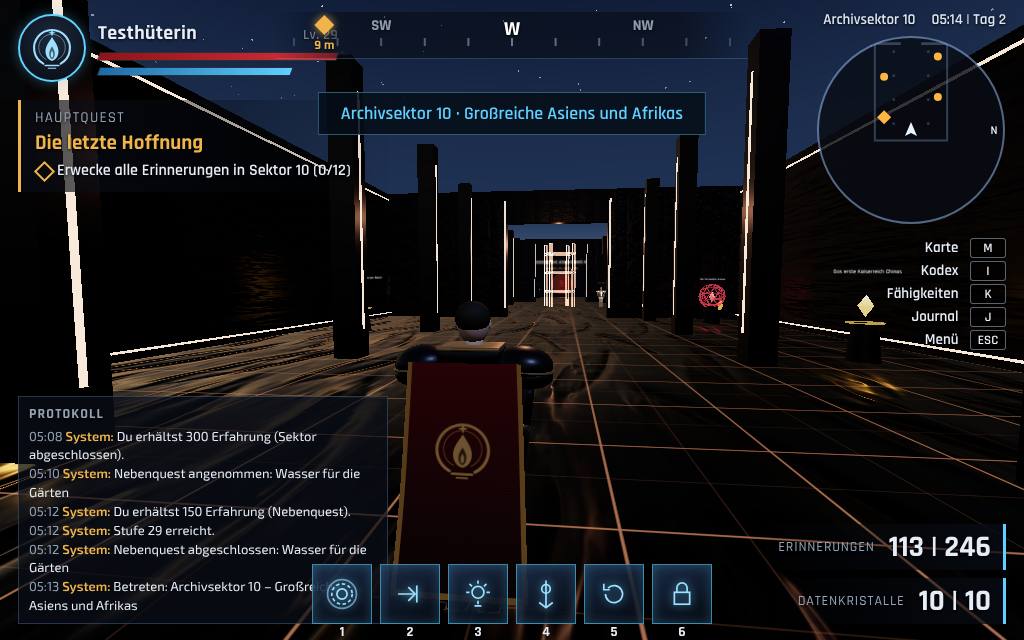 Testhüterin
Lv. 29
9 m
SW
W
NW
Archivsektor 10 05:14 | Tag 2
Archivsektor 10 · Großreiche Asiens und Afrikas
HAUPTQUEST
Die letzte Hoffnung
Erwecke alle Erinnerungen in Sektor 10 (0/12)
N
Karte M
Kodex I
Fähigkeiten K
Journal J
Menü ESC
Das erste Kaiserreich Chinas
PROTOKOLL
05:08 System: Du erhältst 300 Erfahrung (Sektor
abgeschlossen).
05:10 System: Nebenquest angenommen: Wasser für die
Gärten
05:12 System: Du erhältst 150 Erfahrung (Nebenquest).
05:12 System: Stufe 29 erreicht.
05:12 System: Nebenquest abgeschlossen: Wasser für die
Gärten
05:13 System: Betreten: Archivsektor 10 – Großreiche
Asiens und Afrikas
ERINNERUNGEN 113 | 246
DATENKRISTALLE 10 | 10
1 2 3 4 5 6